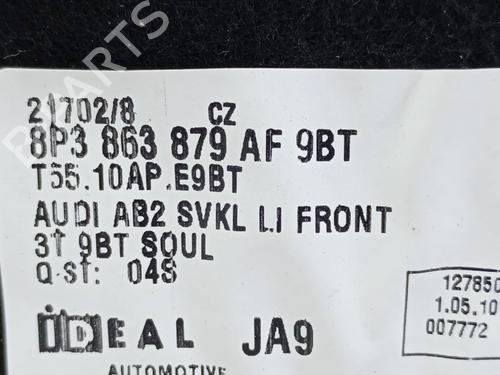 21702/8 CZ
8P3 863 879 AF 9BT
T55.10AP.E9BT
AUDI AB2 SVKL LI FRONT
3T 9BT SOUL
Q-ST: 04S
127850
1.05.10
007772
iDEAL JA9
AUTOMOTIVE